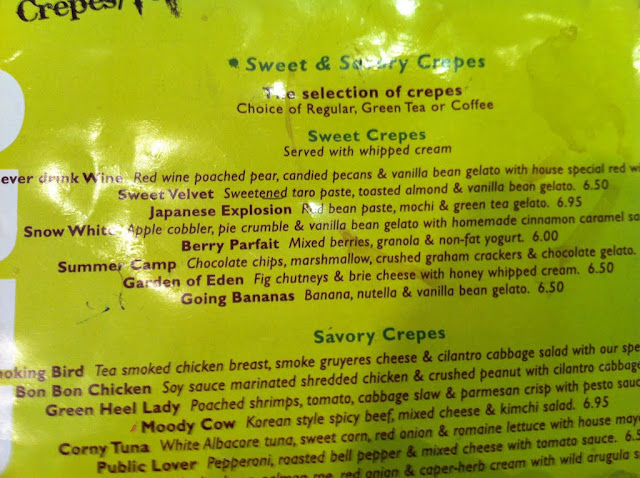 Crepes/
Sweet & Savory Crepes
The selection of crepes
Choice of Regular, Green Tea or Coffee
Sweet Crepes
Served with whipped cream
ever drink Wine Red wine poached pear, candied pecans & vanilla bean gelato with house special red wi
Sweet Velvet Sweetened taro paste, toasted almond & vanilla bean gelato. 6.50
Japanese Explosion Red bean paste, mochi & green tea gelato. 6.95
Snow White Apple cobbler, pie crumble & vanilla bean gelato with homemade cinnamon caramel sa
Berry Parfait Mixed berries, granola & non-fat yogurt. 6.00
Summer Camp Chocolate chips, marshmallow, crushed graham crackers & chocolate gelato.
Garden of Eden Fig chutneys & brie cheese with honey whipped cream. 6.50
Going Bananas Banana, nutella & vanilla bean gelato. 6.50
Savory Crepes
oking Bird Tea smoked chicken breast, smoke gruyeres cheese & cilantro cabbage salad with our spe
Bon Bon Chicken Soy sauce marinated shredded chicken & crushed peanut with cilantro cabbage
Green Heel Lady Poached shrimps, tomato, cabbage slaw & parmesan crisp with pesto sauc
Moody Cow Korean style spicy beef, mixed cheese & kimchi salad. 6.95
Corny Tuna White Albacore tuna, sweet corn, red onion & romaine lettuce with house mayo
Public Lover Pepperoni, roasted bell pepper & mixed cheese with tomato sauce. 6.5
red onion & caper-herb cream with wild arugula s